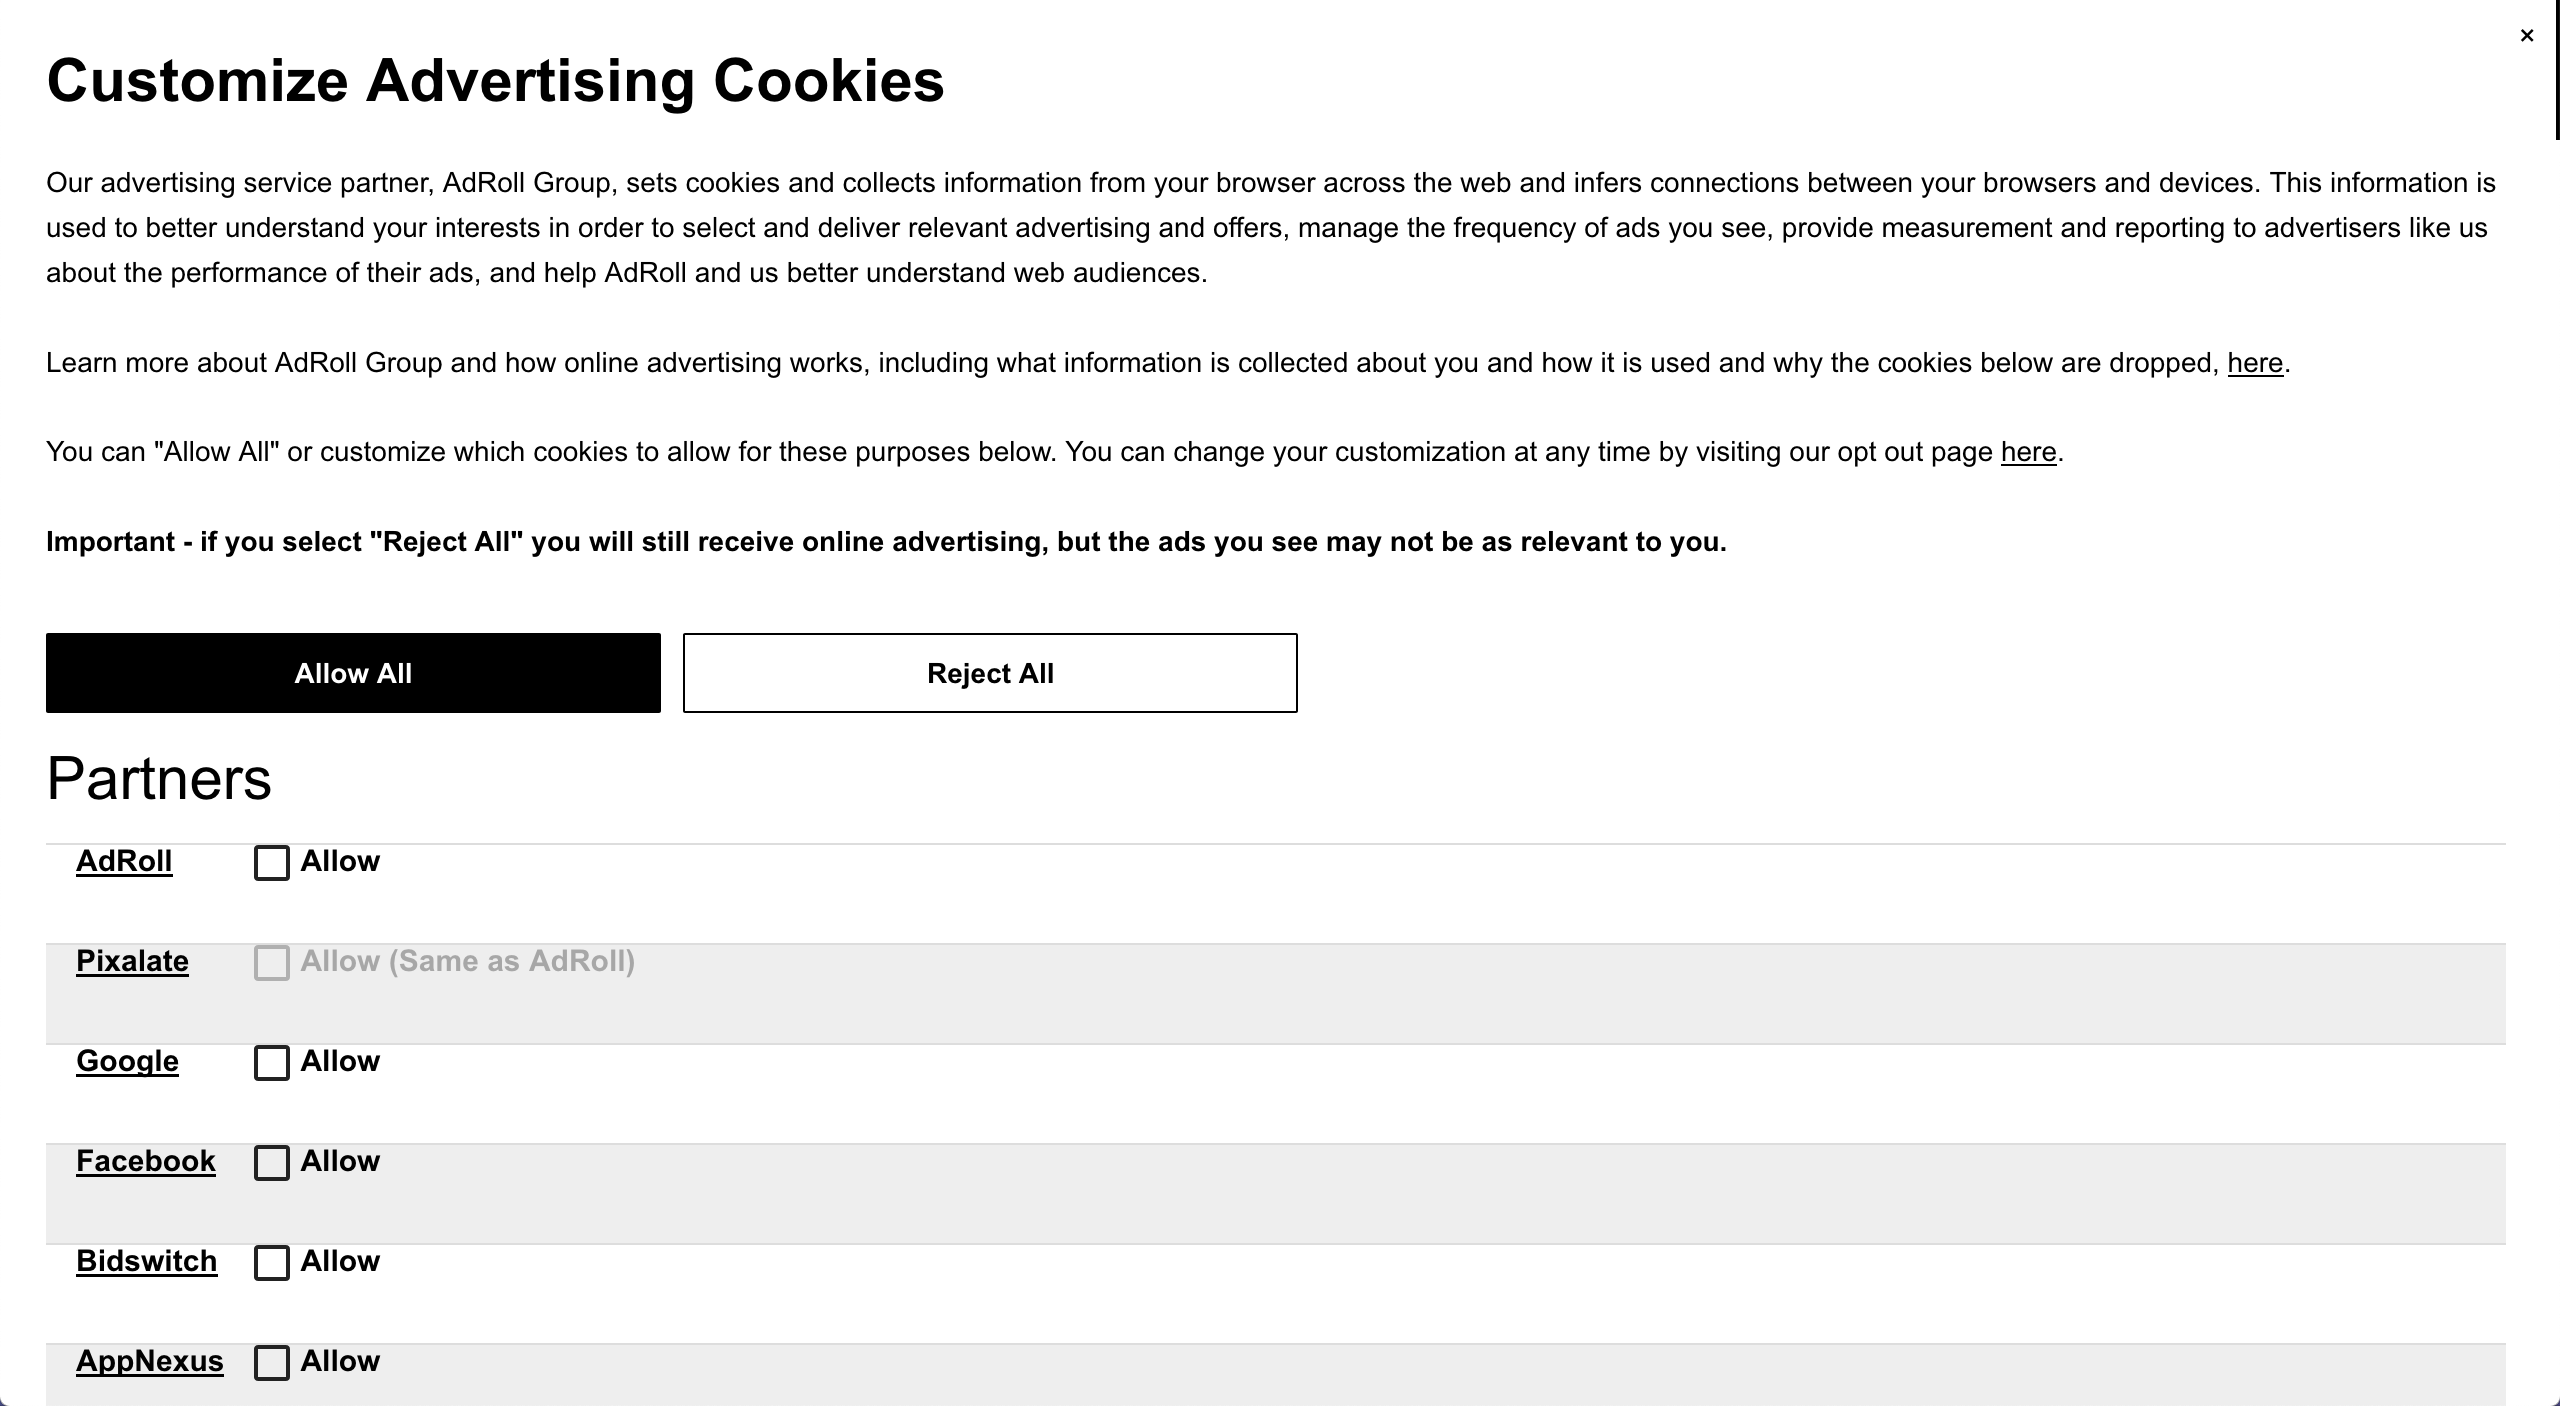 ×
Customize Advertising Cookies
Our advertising service partner, AdRoll Group, sets cookies and collects information from your browser across the web and infers connections between your browsers and devices. This information is
used to better understand your interests in order to select and deliver relevant advertising and offers, manage the frequency of ads you see, provide measurement and reporting to advertisers like us
about the performance of their ads, and help AdRoll and us better understand web audiences.
Learn more about AdRoll Group and how online advertising works, including what information is collected about you and how it is used and why the cookies below are dropped, here.
You can "Allow All" or customize which cookies to allow for these purposes below. You can change your customization at any time by visiting our opt out page here.
Important - if you select "Reject All" you will still receive online advertising, but the ads you see may not be as relevant to you.
Allow All Reject All
Partners
AdRoll Allow
Pixalate Allow (Same as AdRoll)
Google Allow
Facebook Allow
Bidswitch Allow
AppNexus Allow